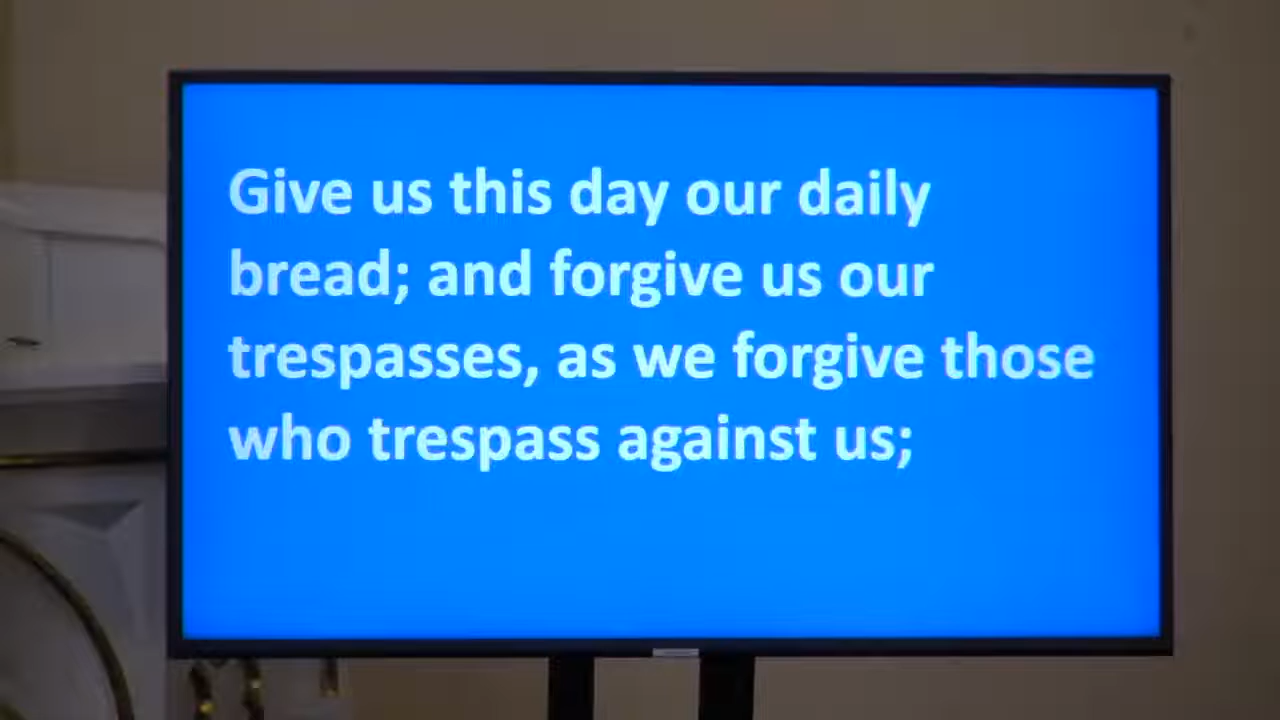 Give us this day our daily
bread; and forgive us our
trespasses, as we forgive those
who trespass against us;